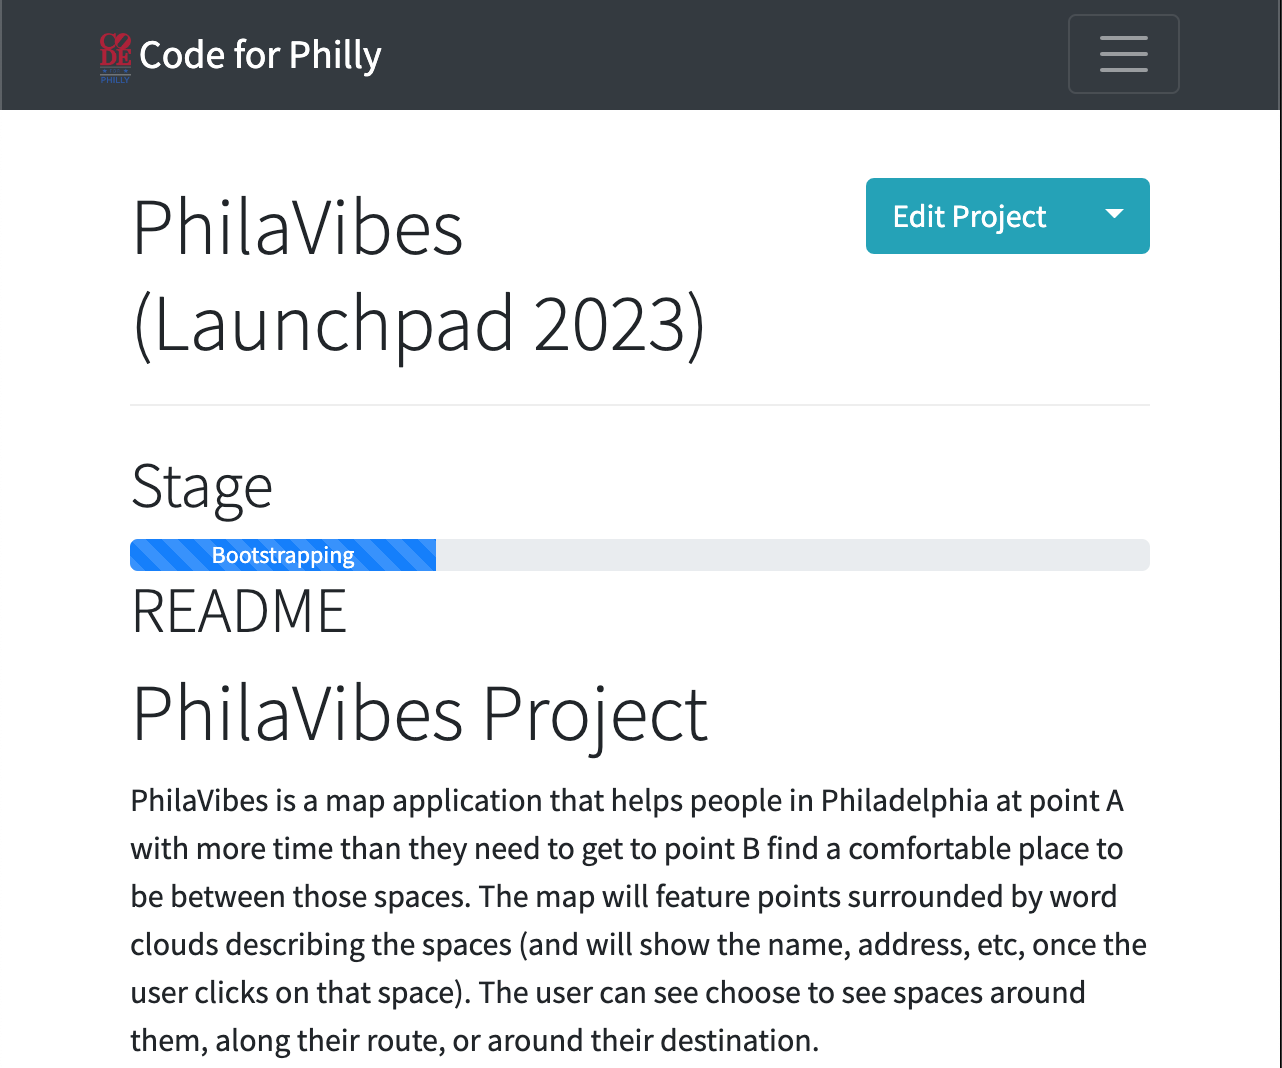 CODE
PHILLY
Code for Philly
PhilaVibes
(Launchpad 2023)
Edit Project
Stage
Bootstrapping
README
PhilaVibes Project
PhilaVibes is a map application that helps people in Philadelphia at point A
with more time than they need to get to point B find a comfortable place to
be between those spaces. The map will feature points surrounded by word
clouds describing the spaces (and will show the name, address, etc, once the
user clicks on that space). The user can see choose to see spaces around
them, along their route, or around their destination.